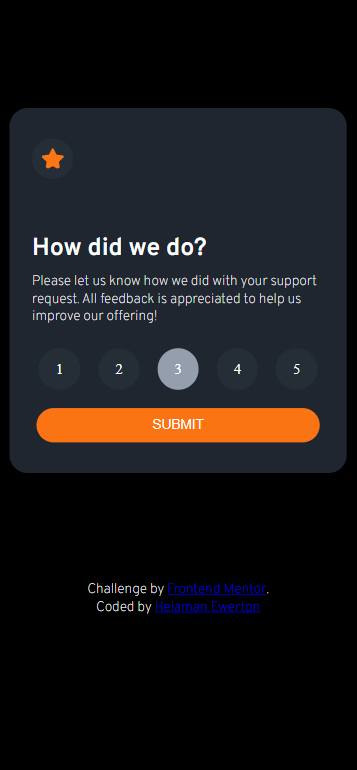 How did we do?
Please let us know how we did with your support
request. All feedback is appreciated to help us
improve our offering!
1 2 3 4 5
SUBMIT
Challenge by Frontend Mentor.
Coded by Helaman Ewerton